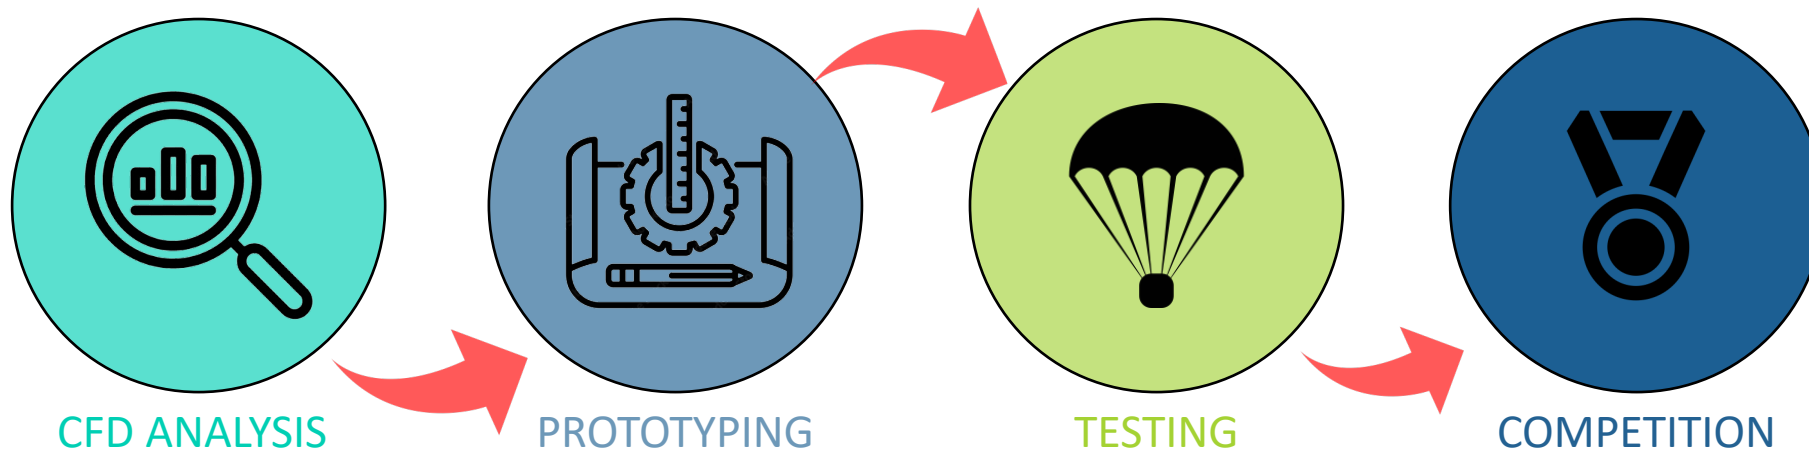 CFD ANALYSIS
PROTOTYPING
TESTING
COMPETITION